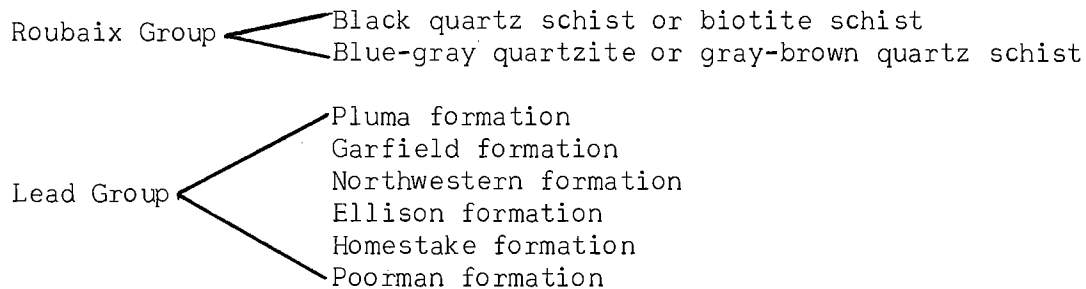 Roubaix Group
Black quartz schist or biotite schist
Blue-gray quartzite or gray-brown quartz schist
Lead Group
Pluma formation
Garfield formation
Northwestern formation
Ellison formation
Homestake formation
Poorman formation